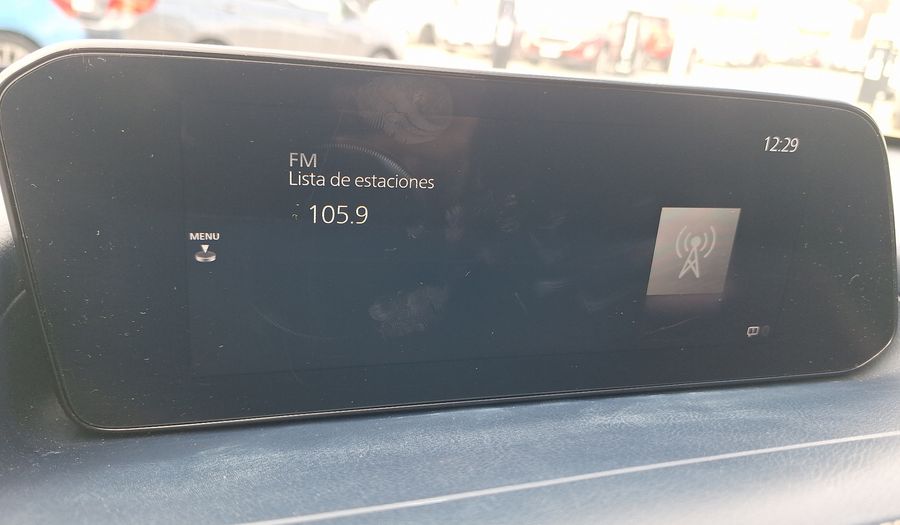 12:29
FM
Lista de estaciones
105.9
MENU